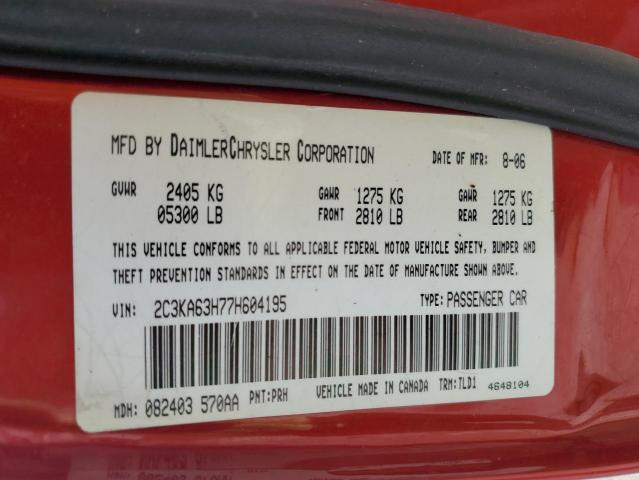 MFD BY DAIMLERCHRYSLER CORPORATION DATE OF MFR: 8-06
GVWR 2405 KG GAWR 1275 KG GAWR 1275 KG
05300 LB FRONT 2810 LB REAR 2810 LB
THIS VEHICLE CONFORMS TO ALL APPLICABLE FEDERAL MOTOR VEHICLE SAFETY, BUMPER AND
THEFT PREVENTION STANDARDS IN EFFECT ON THE DATE OF MANUFACTURE SHOWN ABOVE.
VIN: 2C3KA63H77H604195 TYPE: PASSENGER CAR
MDH: 082403 570AA PNT: PRH VEHICLE MADE IN CANADA TRM: TLD1 4648104